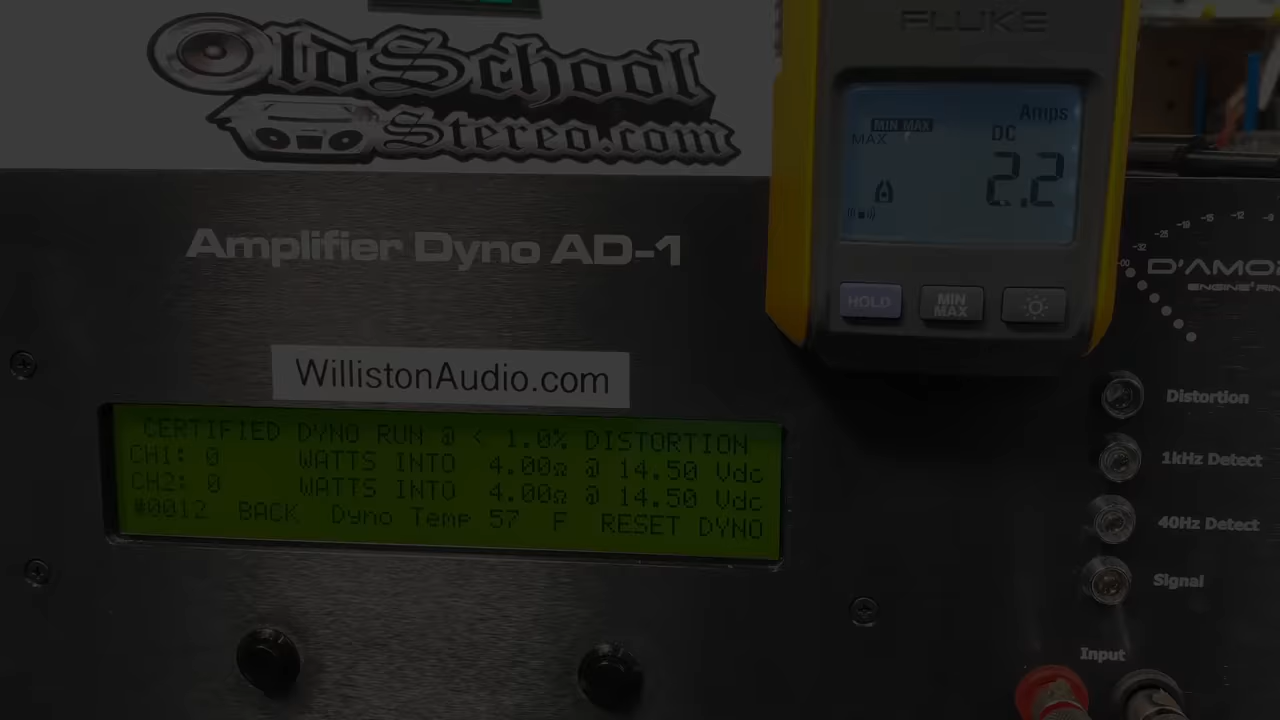 OldSchool
Stereo.com
FLUKE
Amps
MIN MAX
MAX
DC
2.2
HOLD
MIN
MAX
Amplifier Dyno AD-1
WillistonAudio.com
CERTIFIED DYNO RUN @ < 1.0% DISTORTION
CH1: 0 WATTS INTO 4.00Ω @ 14.50 Vdc
CH2: 0 WATTS INTO 4.00Ω @ 14.50 Vdc
#0012 BACK Dyno Temp 57 F RESET DYNO
Distortion
1kHz Detect
40Hz Detect
Signal
Input